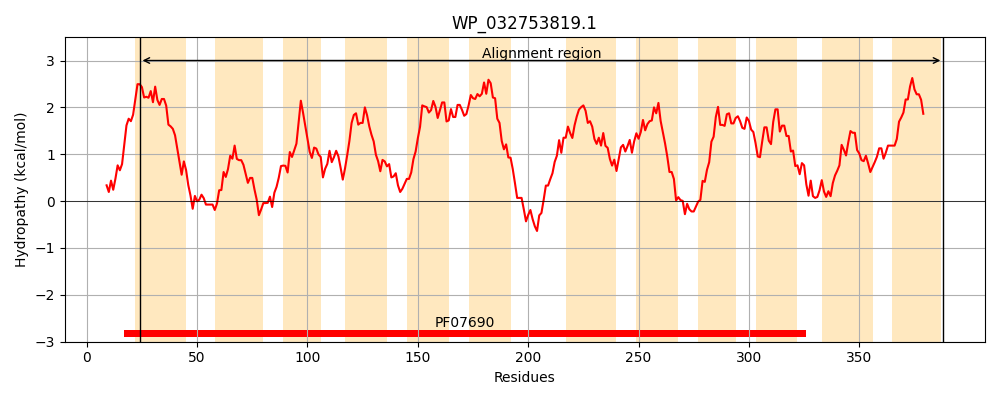 WP_032753819.1
Alignment region
Hydropathy (kcal/mol)
3
2
1
0
−1
−2
−3
PF07690
0 50 100 150 200 250 300 350
Residues